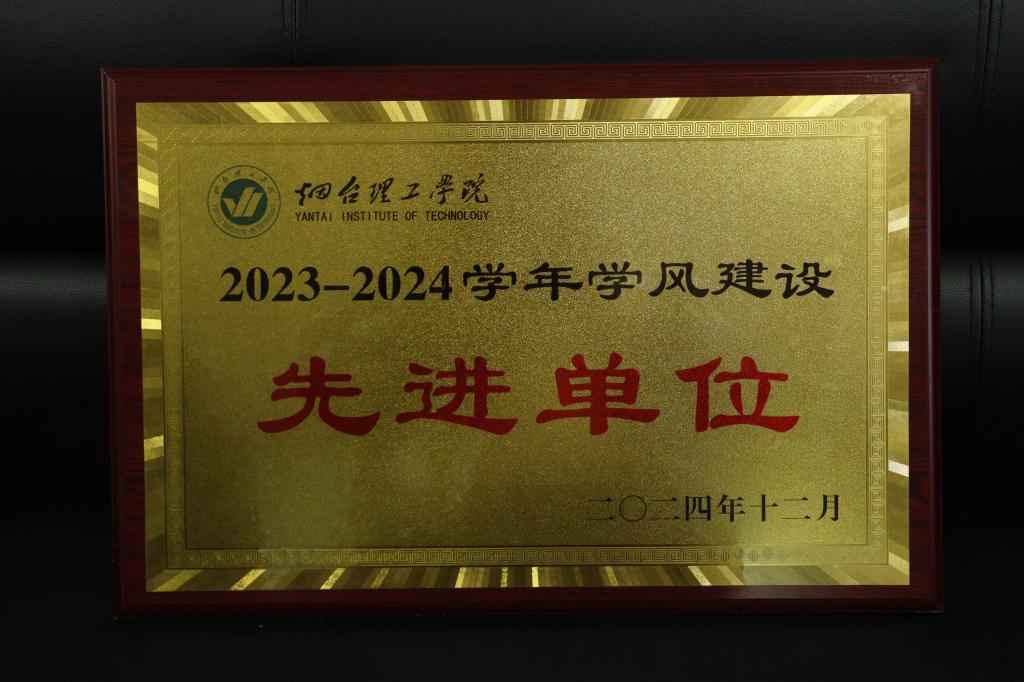 烟台理工學院
YANTAI INSTITUTE OF TECHNOLOGY
2023-2024学年学风建设
先进单位
二〇二四年十二月